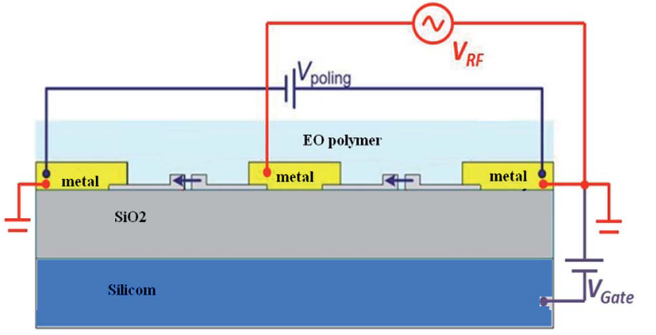 V_RF
V_poling
EO polymer
metal metal metal
SiO2
Silicom
V_Gate